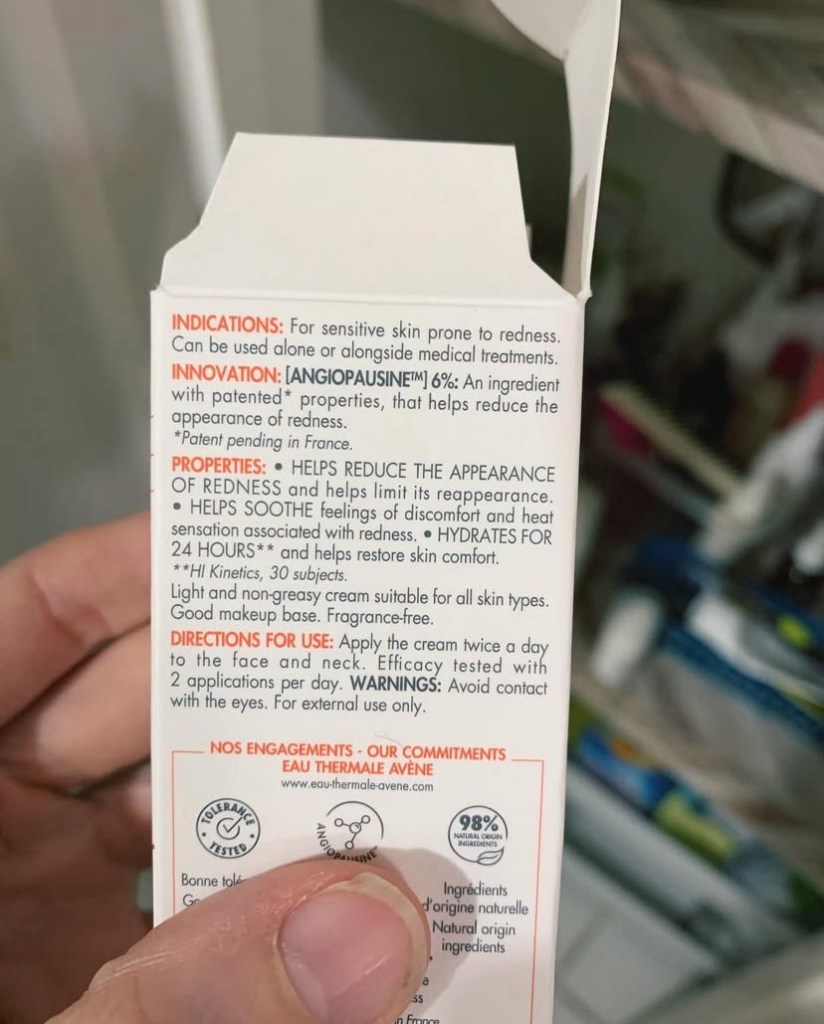 INDICATIONS: For sensitive skin prone to redness.
Can be used alone or alongside medical treatments.
INNOVATION: [ANGIOPAUSINE™] 6%: An ingredient
with patented* properties, that helps reduce the
appearance of redness.
*Patent pending in France.
PROPERTIES: • HELPS REDUCE THE APPEARANCE
OF REDNESS and helps limit its reappearance.
• HELPS SOOTHE feelings of discomfort and heat
sensation associated with redness. • HYDRATES FOR
24 HOURS** and helps restore skin comfort.
**HI Kinetics, 30 subjects.
Light and non-greasy cream suitable for all skin types.
Good makeup base. Fragrance-free.
DIRECTIONS FOR USE: Apply the cream twice a day
to the face and neck. Efficacy tested with
2 applications per day. WARNINGS: Avoid contact
with the eyes. For external use only.
NOS ENGAGEMENTS - OUR COMMITMENTS
EAU THERMALE AVÈNE
www.eau-thermale-avene.com
TOLERANCE
TESTED
ANGIOPAUSINE™
98%
NATURAL ORIGIN
INGREDIENTS
Bonne
Ingrédients
d'origine naturelle
Natural origin
ingredients
France